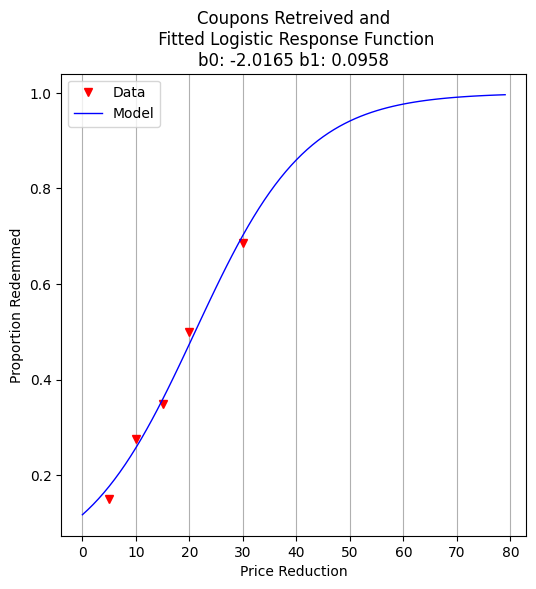 Coupons Retreived and
Fitted Logistic Response Function
b0: -2.0165 b1: 0.0958
Data
Model
1.0
0.8
0.6
0.4
0.2
Proportion Redemmed
0 10 20 30 40 50 60 70 80
Price Reduction